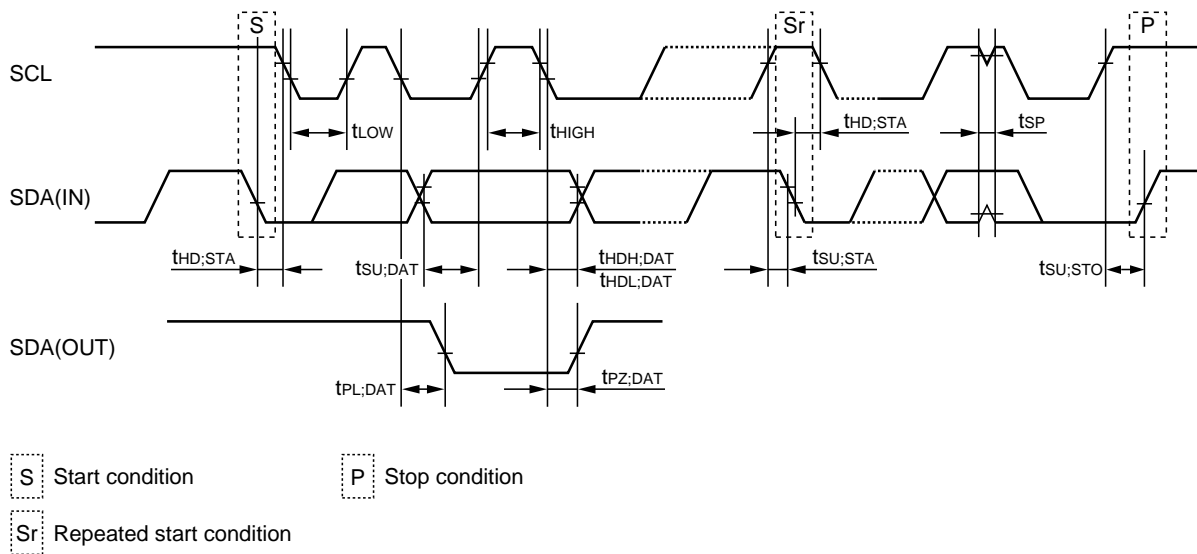 S
Sr
P
SCL
tLOW
tHIGH
tHD;STA
tSP
SDA(IN)
tHD;STA
tSU;DAT
tHDH;DAT
tHDL;DAT
tSU;STA
tSU;STO
SDA(OUT)
tPL;DAT
tPZ;DAT
S Start condition
P Stop condition
Sr Repeated start condition